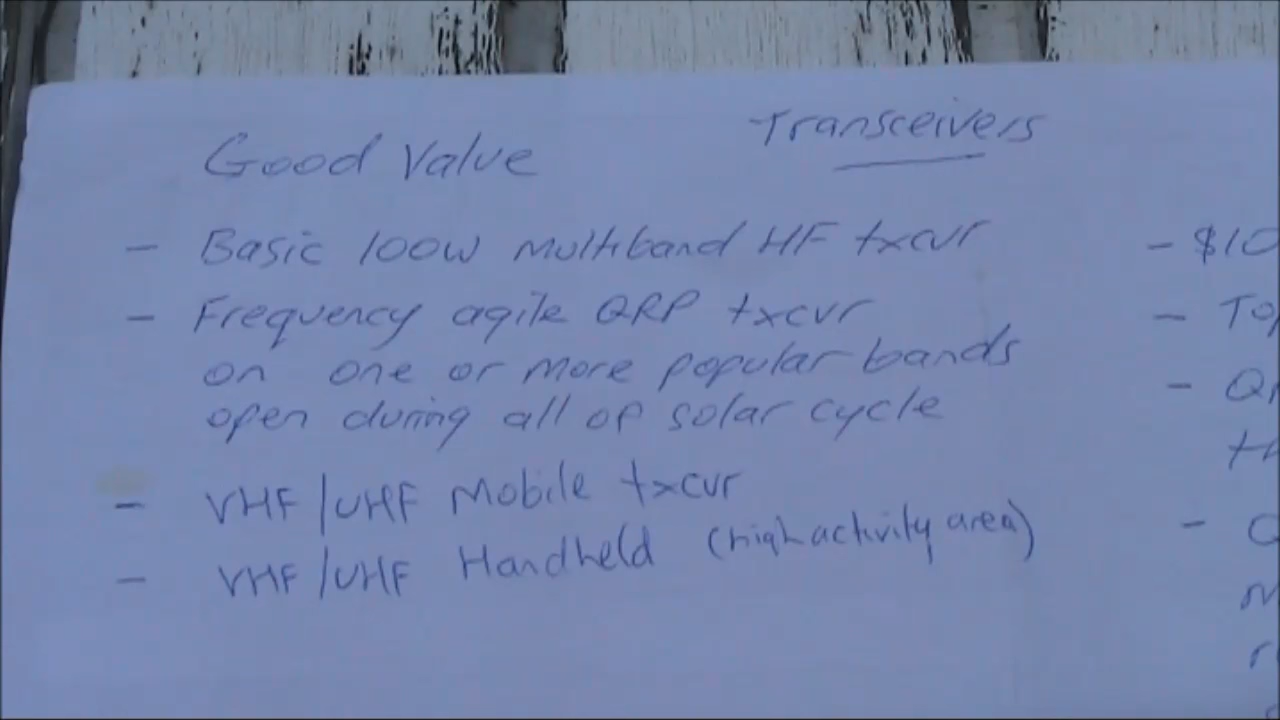 Transceivers
Good Value
- Basic 100W Multiband HF txcvr
- Frequency agile QRP txcvr
on one or more popular bands
open during all of solar cycle
- VHF/UHF Mobile txcvr
- VHF/UHF Handheld (high activity area)
- $10
-
-
-